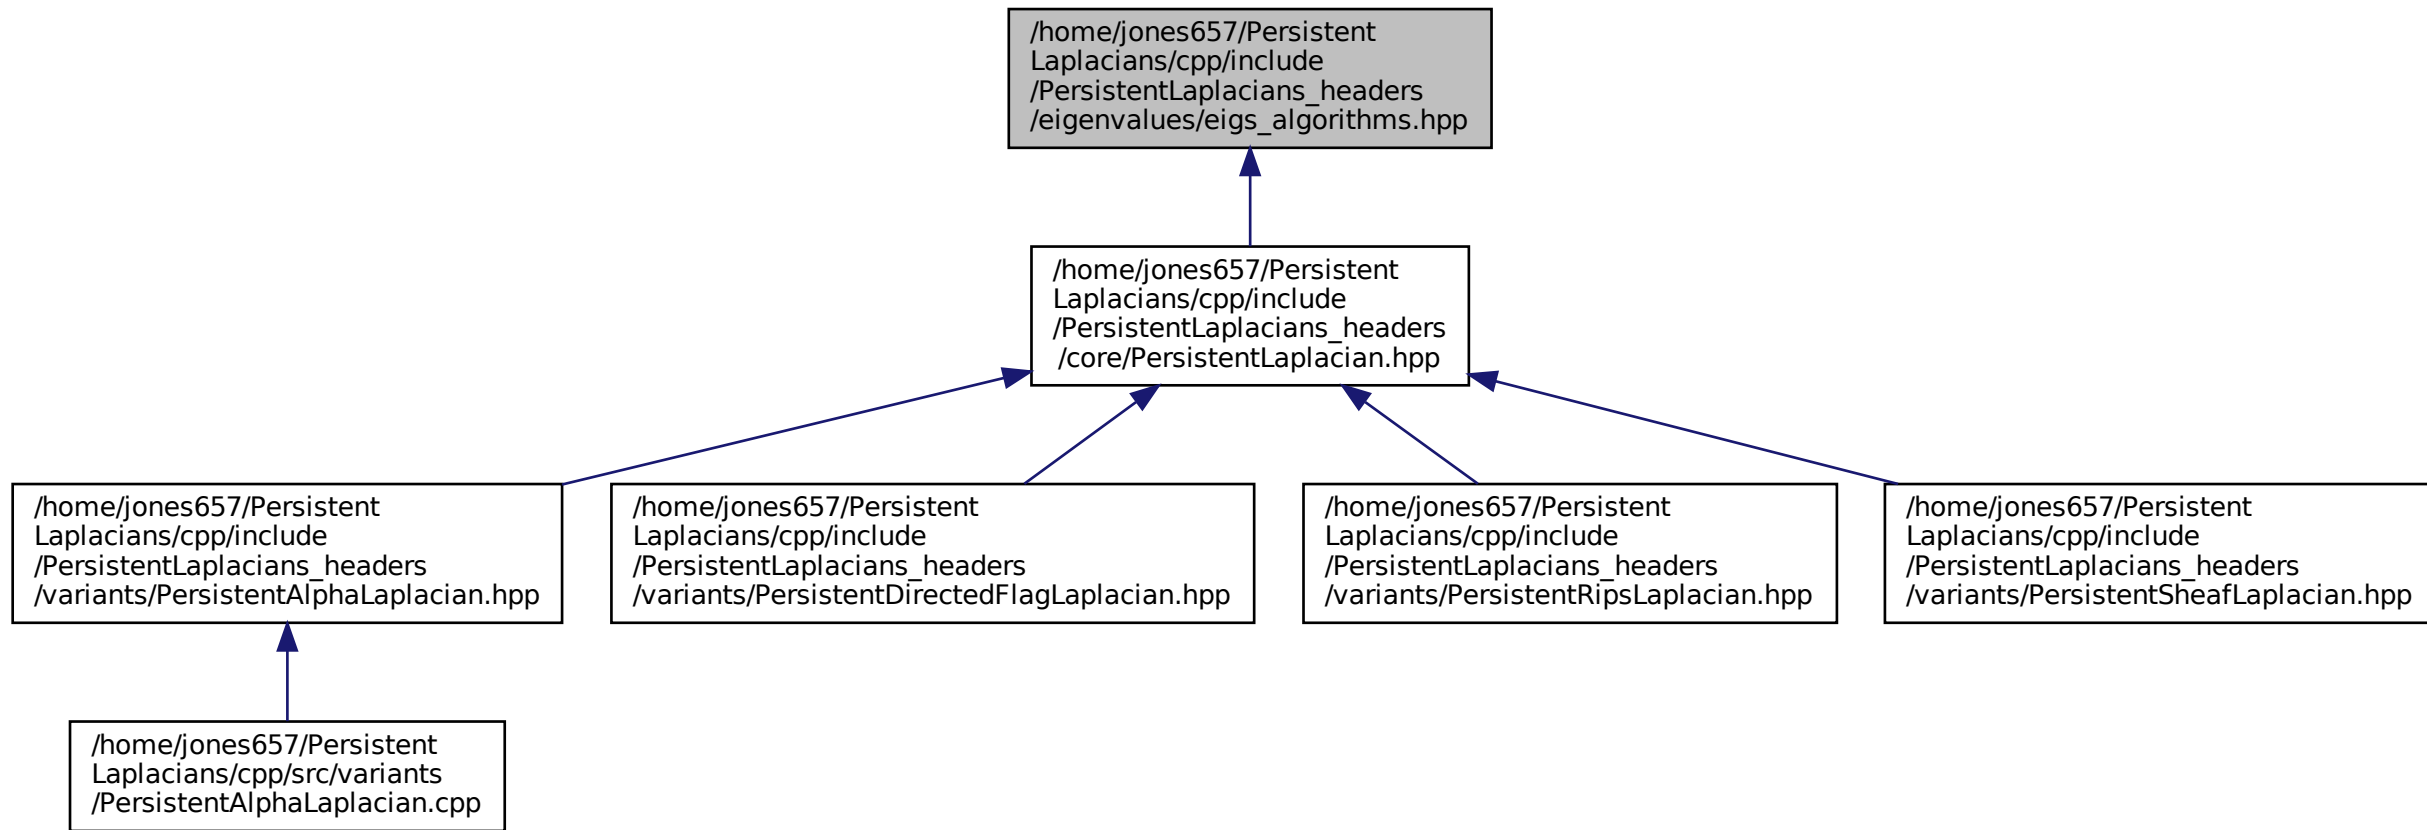 /home/jones657/Persistent
Laplacians/cpp/include
/PersistentLaplacians_headers
/eigenvalues/eigs_algorithms.hpp
/home/jones657/Persistent
Laplacians/cpp/include
/PersistentLaplacians_headers
/core/PersistentLaplacian.hpp
/home/jones657/Persistent
Laplacians/cpp/include
/PersistentLaplacians_headers
/variants/PersistentAlphaLaplacian.hpp
/home/jones657/Persistent
Laplacians/cpp/include
/PersistentLaplacians_headers
/variants/PersistentDirectedFlagLaplacian.hpp
/home/jones657/Persistent
Laplacians/cpp/include
/PersistentLaplacians_headers
/variants/PersistentRipsLaplacian.hpp
/home/jones657/Persistent
Laplacians/cpp/include
/PersistentLaplacians_headers
/variants/PersistentSheafLaplacian.hpp
/home/jones657/Persistent
Laplacians/cpp/src/variants
/PersistentAlphaLaplacian.cpp